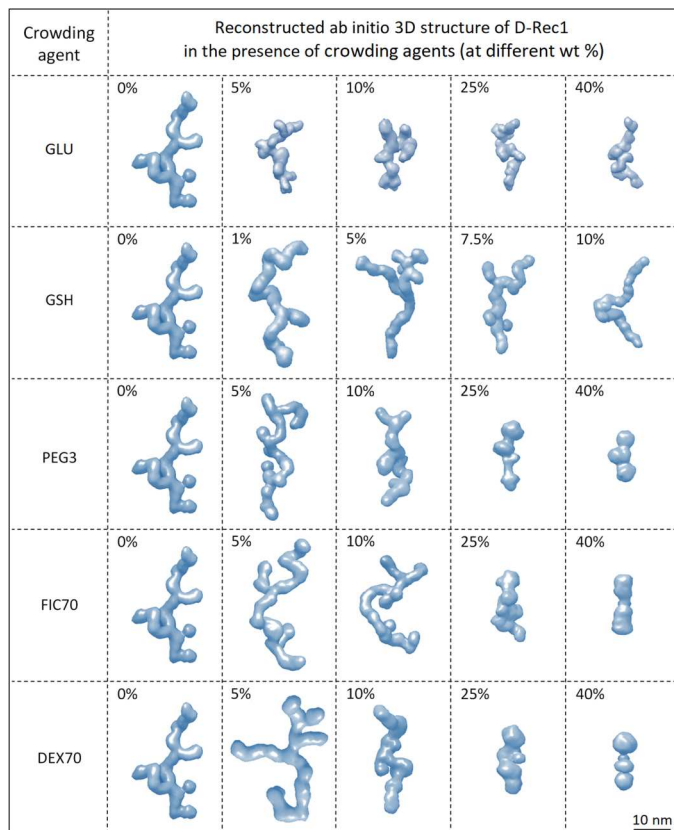 Crowding agent
Reconstructed ab initio 3D structure of D-Rec1
in the presence of crowding agents (at different wt %)
GLU
0% 5% 10% 25% 40%
GSH
0% 1% 5% 7.5% 10%
PEG3
0% 5% 10% 25% 40%
FIC70
0% 5% 10% 25% 40%
DEX70
0% 5% 10% 25% 40%
10 nm